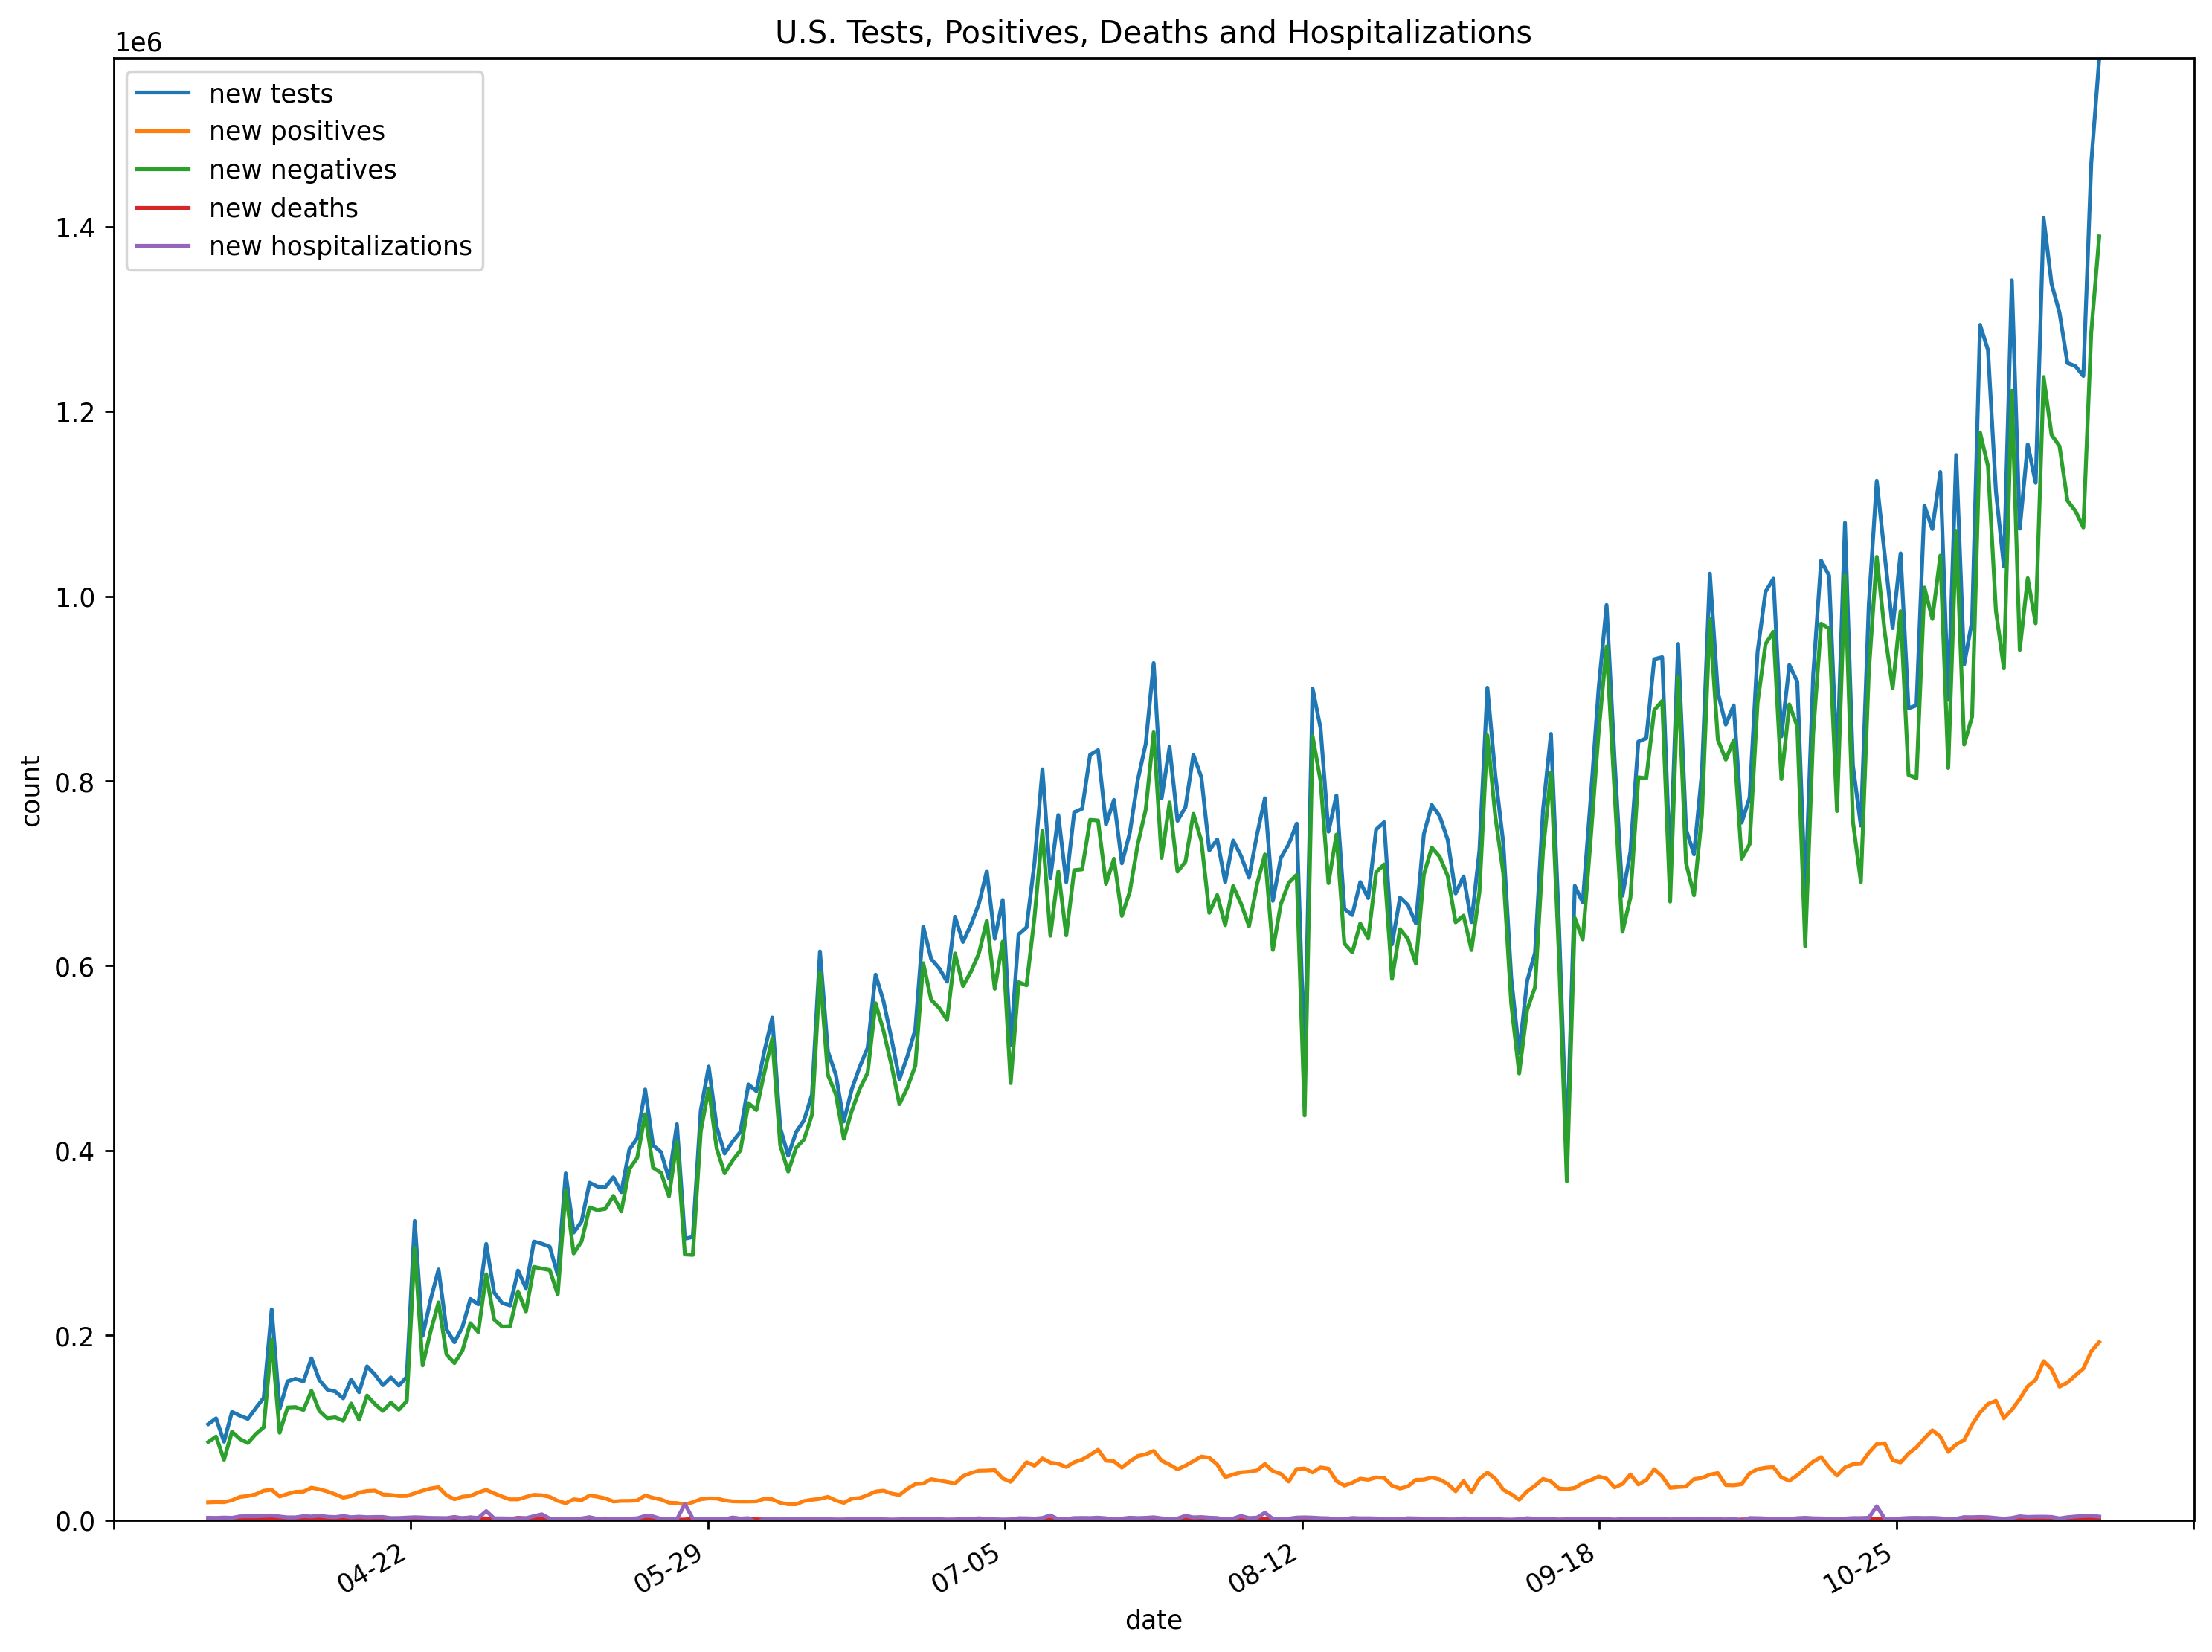 U.S. Tests, Positives, Deaths and Hospitalizations
1e6
new tests
new positives
new negatives
new deaths
new hospitalizations
1.4
1.2
1.0
0.8
0.6
0.4
0.2
0.0
count
04-22
05-29
07-05
08-12
09-18
10-25
date